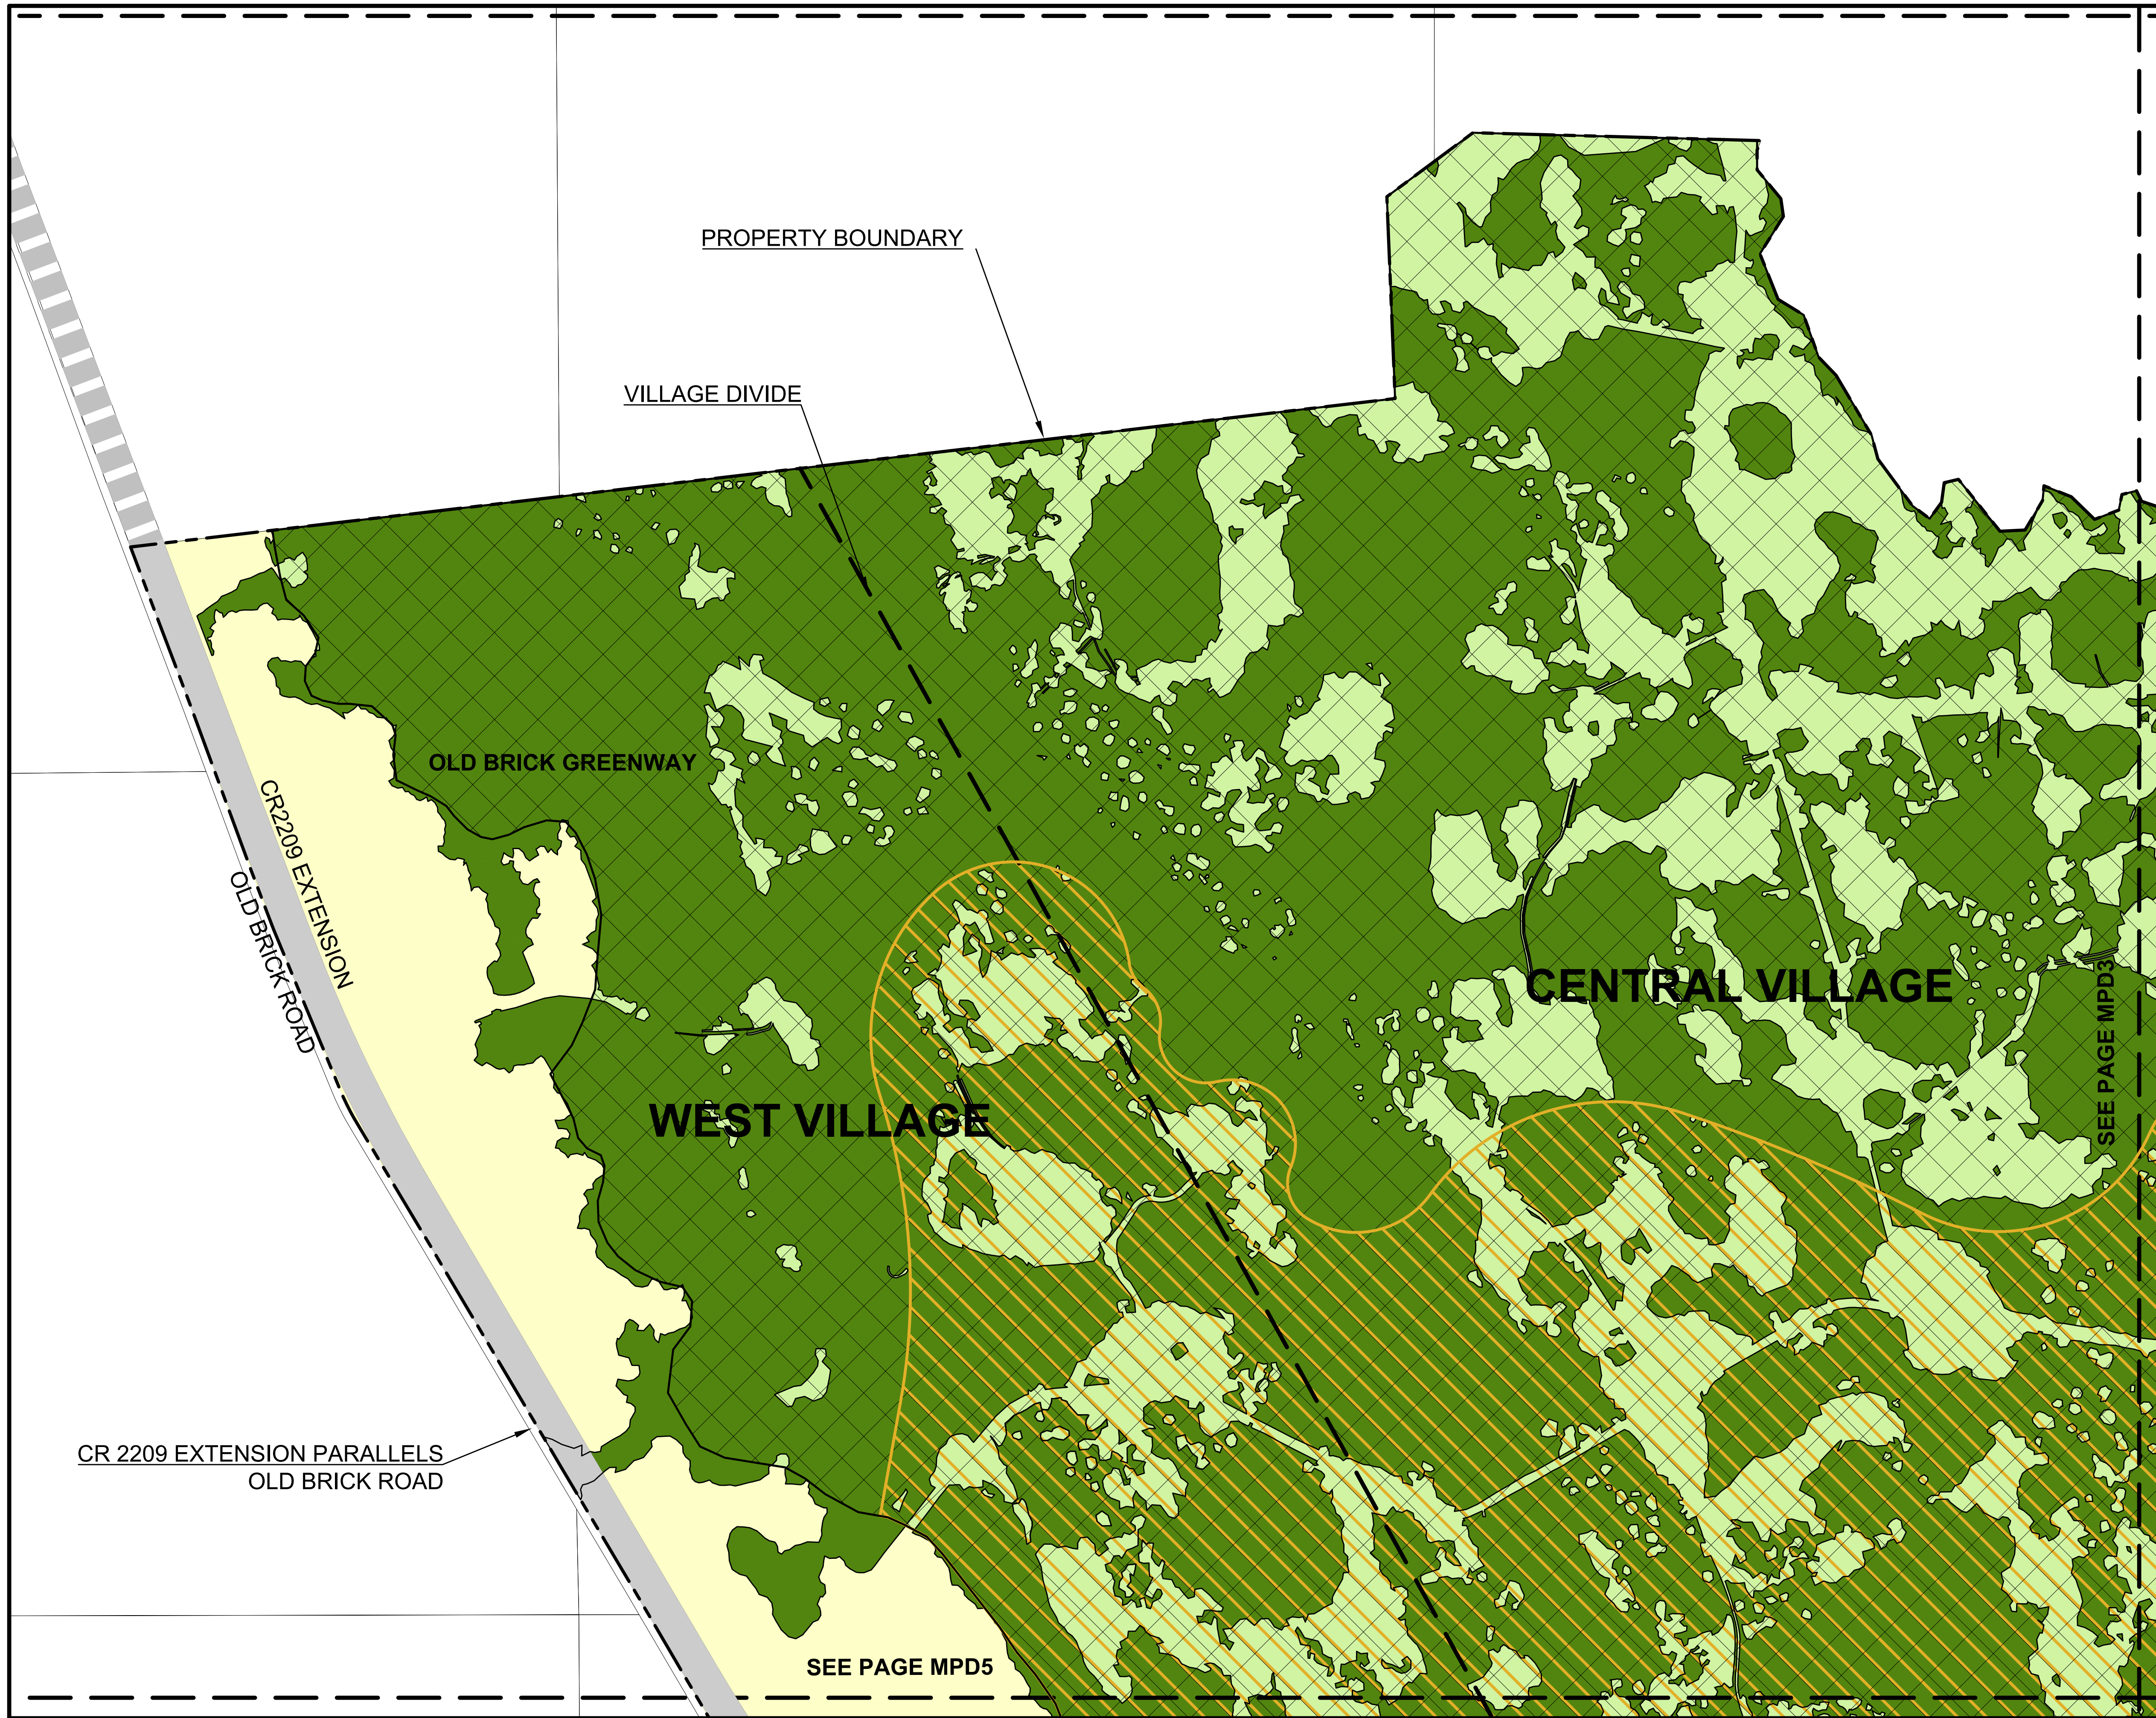 PROPERTY BOUNDARY
VILLAGE DIVIDE
OLD BRICK GREENWAY
CR2209 EXTENSION
OLD BRICK ROAD
CENTRAL VILLAGE
SEE PAGE MPD3
WEST VILLAGE
CR 2209 EXTENSION PARALLELS
OLD BRICK ROAD
SEE PAGE MPD5